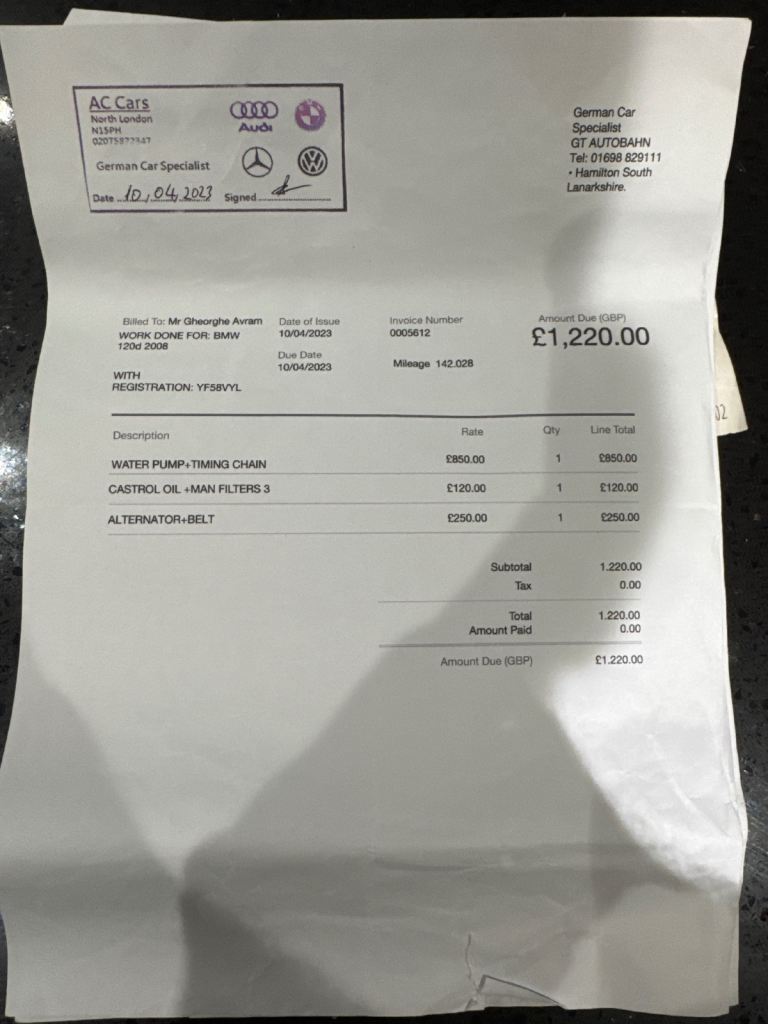 AC Cars
North London
N15PH
German Car Specialist
Audi
Date 10,04,2023 Signed
German Car
Specialist
GT AUTOBAHN
Tel: 01698 829111
• Hamilton South
Lanarkshire.
Billed To: Mr Gheorghe Avram
WORK DONE FOR: BMW
120d 2008
WITH
REGISTRATION: YF58VYL
Date of Issue
10/04/2023
Due Date
10/04/2023
Invoice Number
0005612
Mileage 142.028
Amount Due (GBP)
£1,220.00
Description Rate Qty Line Total
WATER PUMP+TIMING CHAIN £850.00 1 £850.00
CASTROL OIL +MAN FILTERS 3 £120.00 1 £120.00
ALTERNATOR+BELT £250.00 1 £250.00
Subtotal 1.220.00
Tax 0.00
Total 1.220.00
Amount Paid 0.00
Amount Due (GBP) £1.220.00